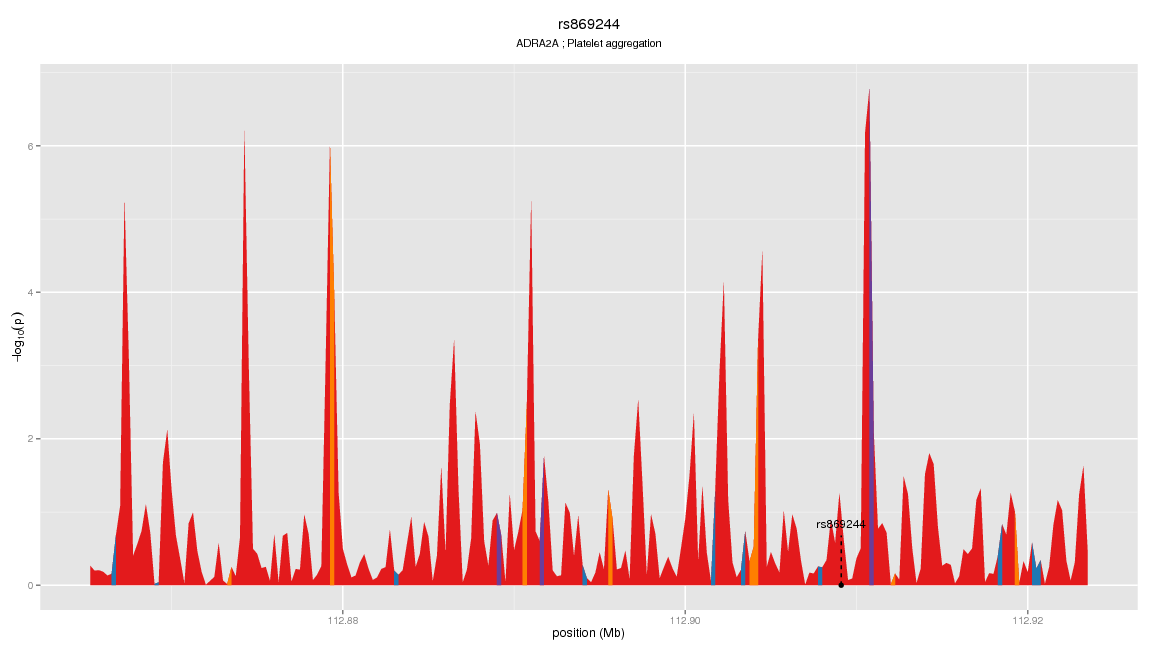 rs869244
ADRA2A ; Platelet aggregation
−log10(p)
6
4
2
0
rs869244
112.88
112.90
112.92
position (Mb)